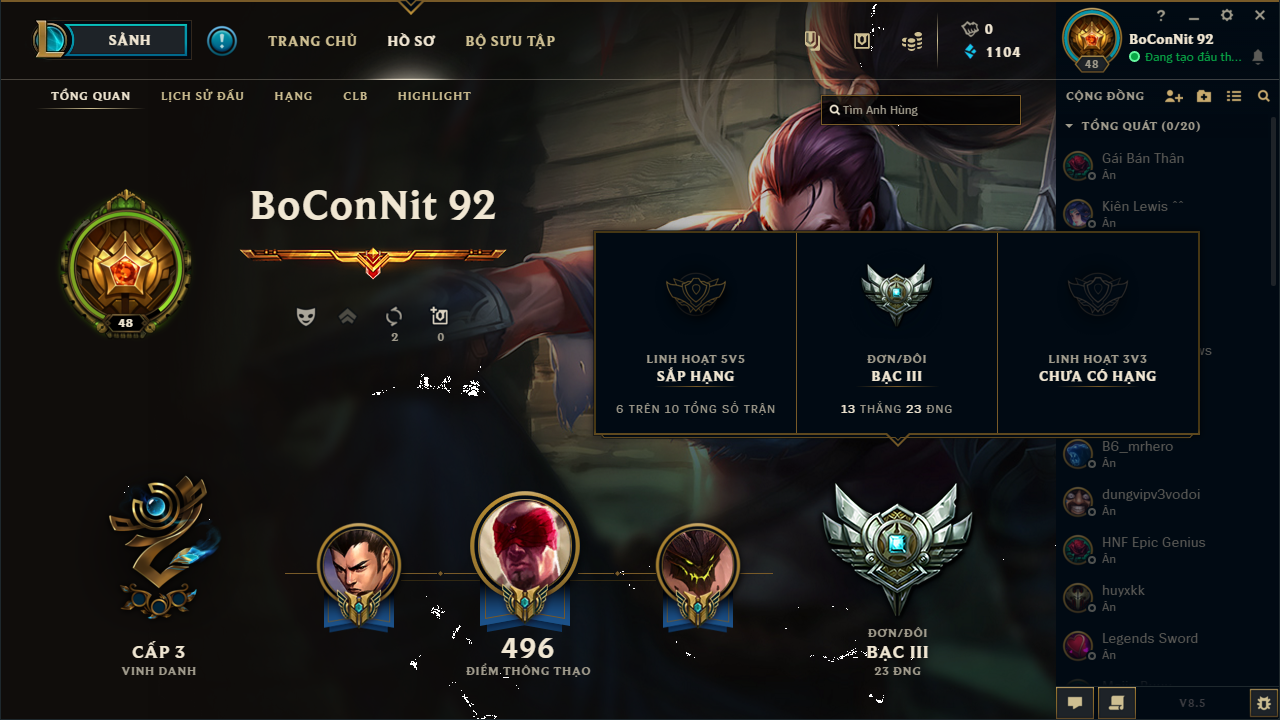 SẢNH
TRANG CHỦ
HỒ SƠ
BỘ SƯU TẬP
0
1104
?
BoConNit 92
Đang tạo đấu th...
48
TỔNG QUAN
LỊCH SỬ ĐẤU
HẠNG
CLB
HIGHLIGHT
Tìm Anh Hùng
CỘNG ĐỒNG
TỔNG QUÁT (0/20)
Gái Bán Thân
Ẩn
Kiên Lewis ^^
Ẩn
BoConNit 92
48
2
0
LINH HOẠT 5V5
SẮP HẠNG
6 TRÊN 10 TỔNG SỐ TRẬN
ĐƠN/ĐÔI
BẠC III
13 THẮNG 23 ĐNG
LINH HOẠT 3V3
CHƯA CÓ HẠNG
B6_mrhero
Ẩn
dungvipv3vodoi
Ẩn
HNF Epic Genius
Ẩn
huyxkk
Ẩn
Legends Sword
Ẩn
CẤP 3
VINH DANH
496
ĐIỂM THÔNG THẠO
ĐƠN/ĐÔI
BẠC III
23 ĐNG
V8.5